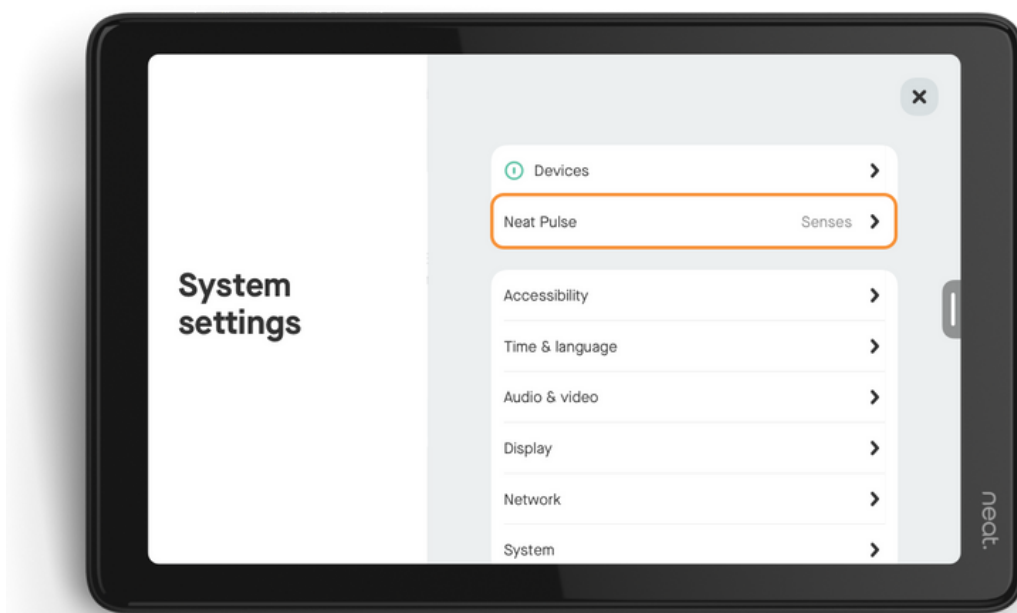 System
settings
Devices
Neat Pulse Senses
Accessibility
Time & language
Audio & video
Display
Network
System
neat.